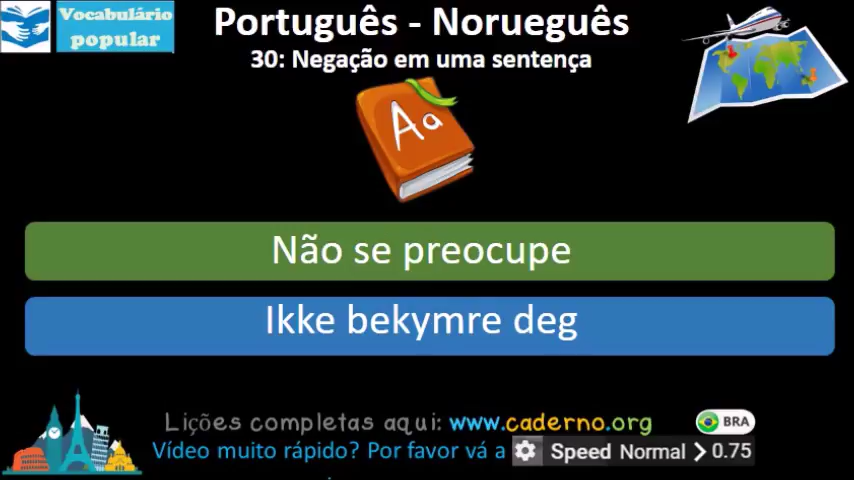 Vocabulário
popular
Português - Norueguês
30: Negação em uma sentença
Aa
Não se preocupe
Ikke bekymre deg
Lições completas aqui: www.caderno.org
BRA
Vídeo muito rápido? Por favor vá a Speed Normal > 0.75